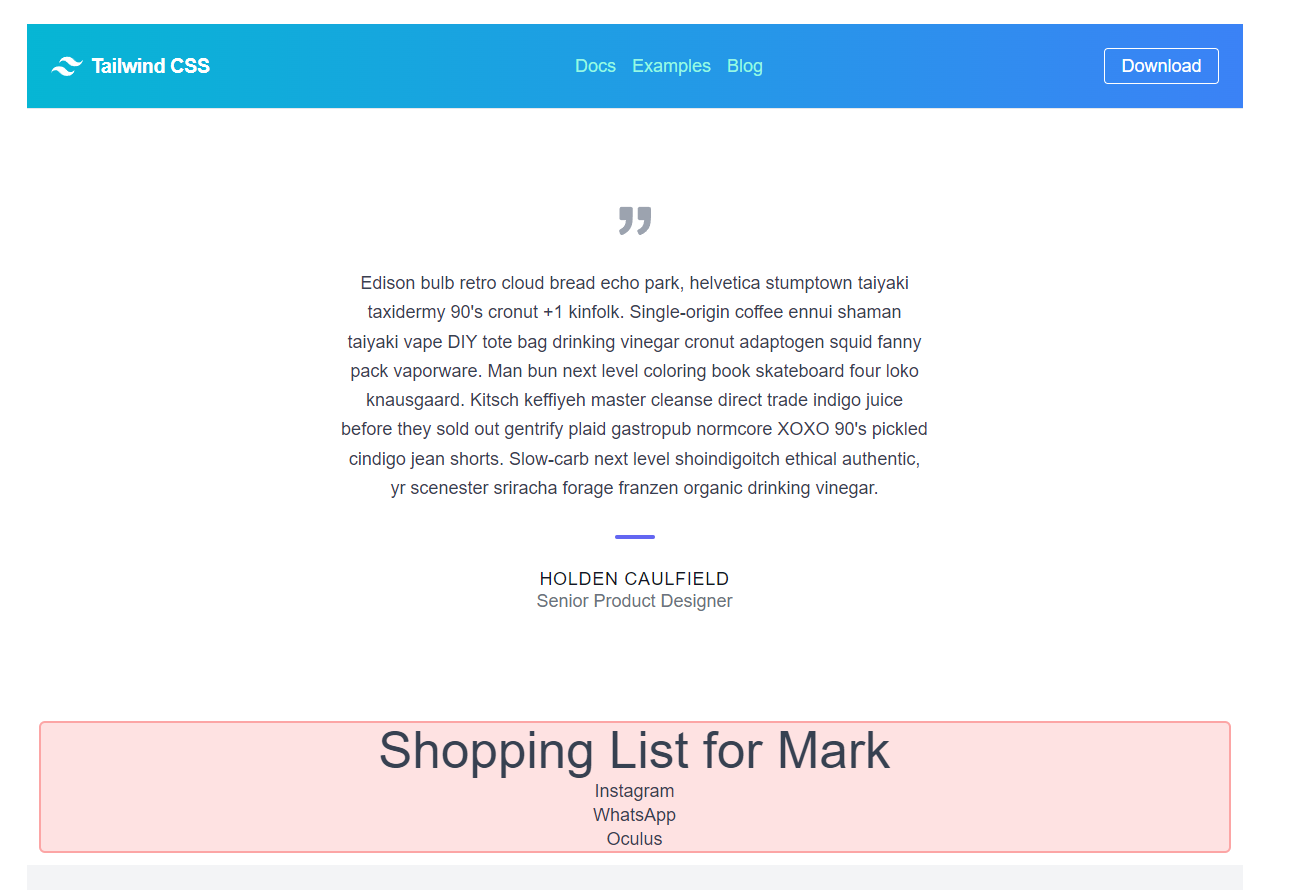 Tailwind CSS
Docs Examples Blog
Download
”
Edison bulb retro cloud bread echo park, helvetica stumptown taiyaki
taxidermy 90's cronut +1 kinfolk. Single-origin coffee ennui shaman
taiyaki vape DIY tote bag drinking vinegar cronut adaptogen squid fanny
pack vaporware. Man bun next level coloring book skateboard four loko
knausgaard. Kitsch keffiyeh master cleanse direct trade indigo juice
before they sold out gentrify plaid gastropub normcore XOXO 90's pickled
cindigo jean shorts. Slow-carb next level shoindigoitch ethical authentic,
yr scenester sriracha forage franzen organic drinking vinegar.
HOLDEN CAULFIELD
Senior Product Designer
Shopping List for Mark
Instagram
WhatsApp
Oculus